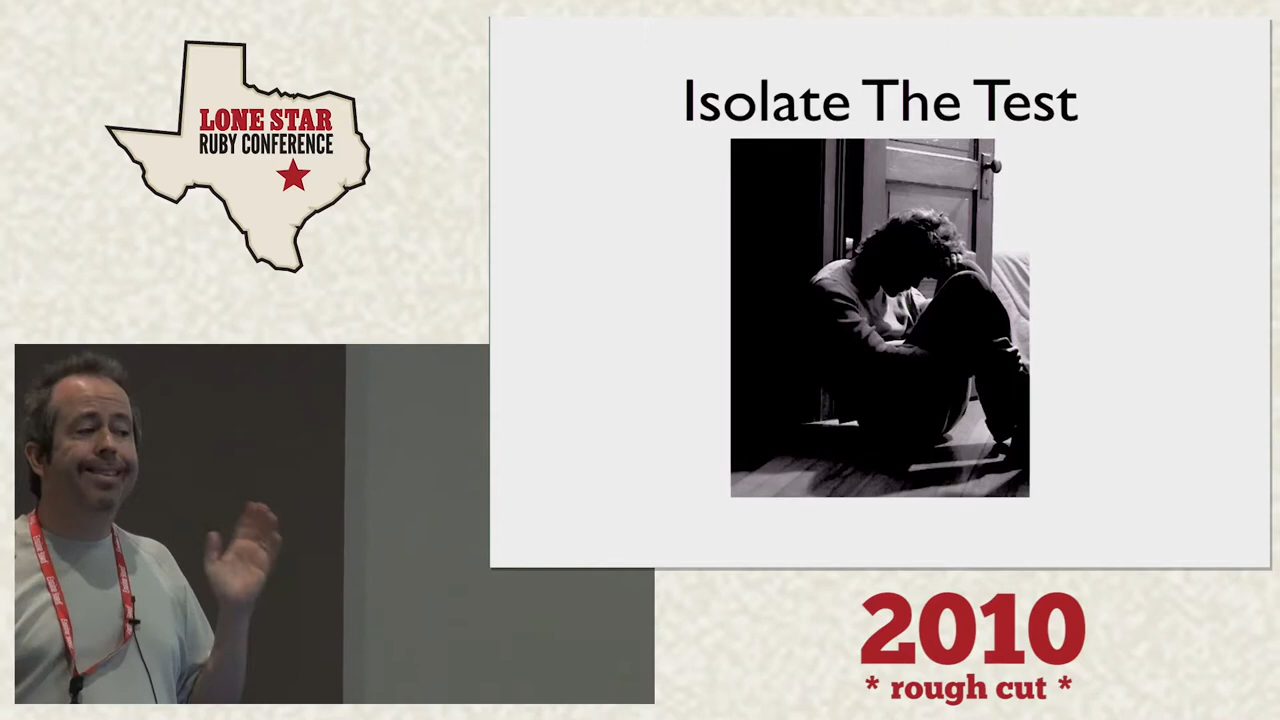 LONE STAR
RUBY CONFERENCE
Isolate The Test
2010
* rough cut *